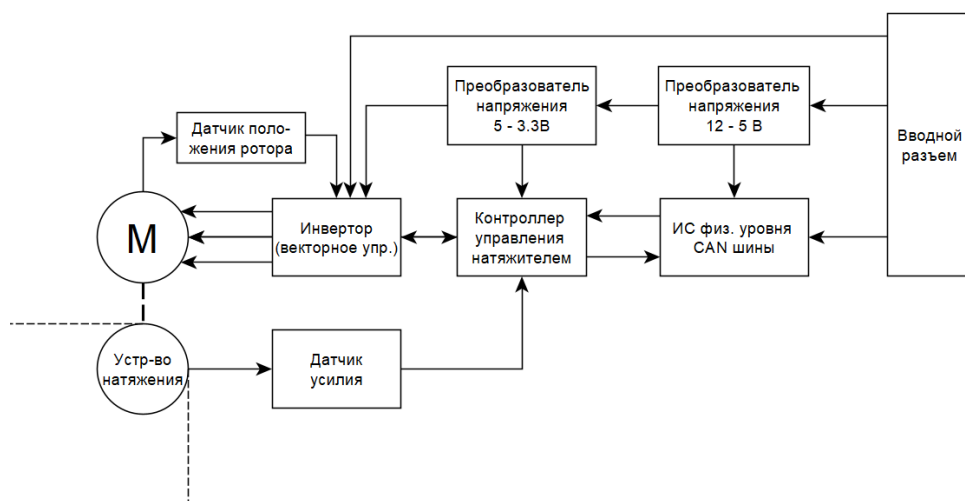 Преобразователь
напряжения
5 - 3.3В
Преобразователь
напряжения
12 - 5 В
Вводной
разъем
Датчик поло-
жения ротора
М
Инвертор
(векторное упр.)
Контроллер
управления
натяжителем
ИС физ. уровня
CAN шины
Устр-во
натяжения
Датчик
усилия